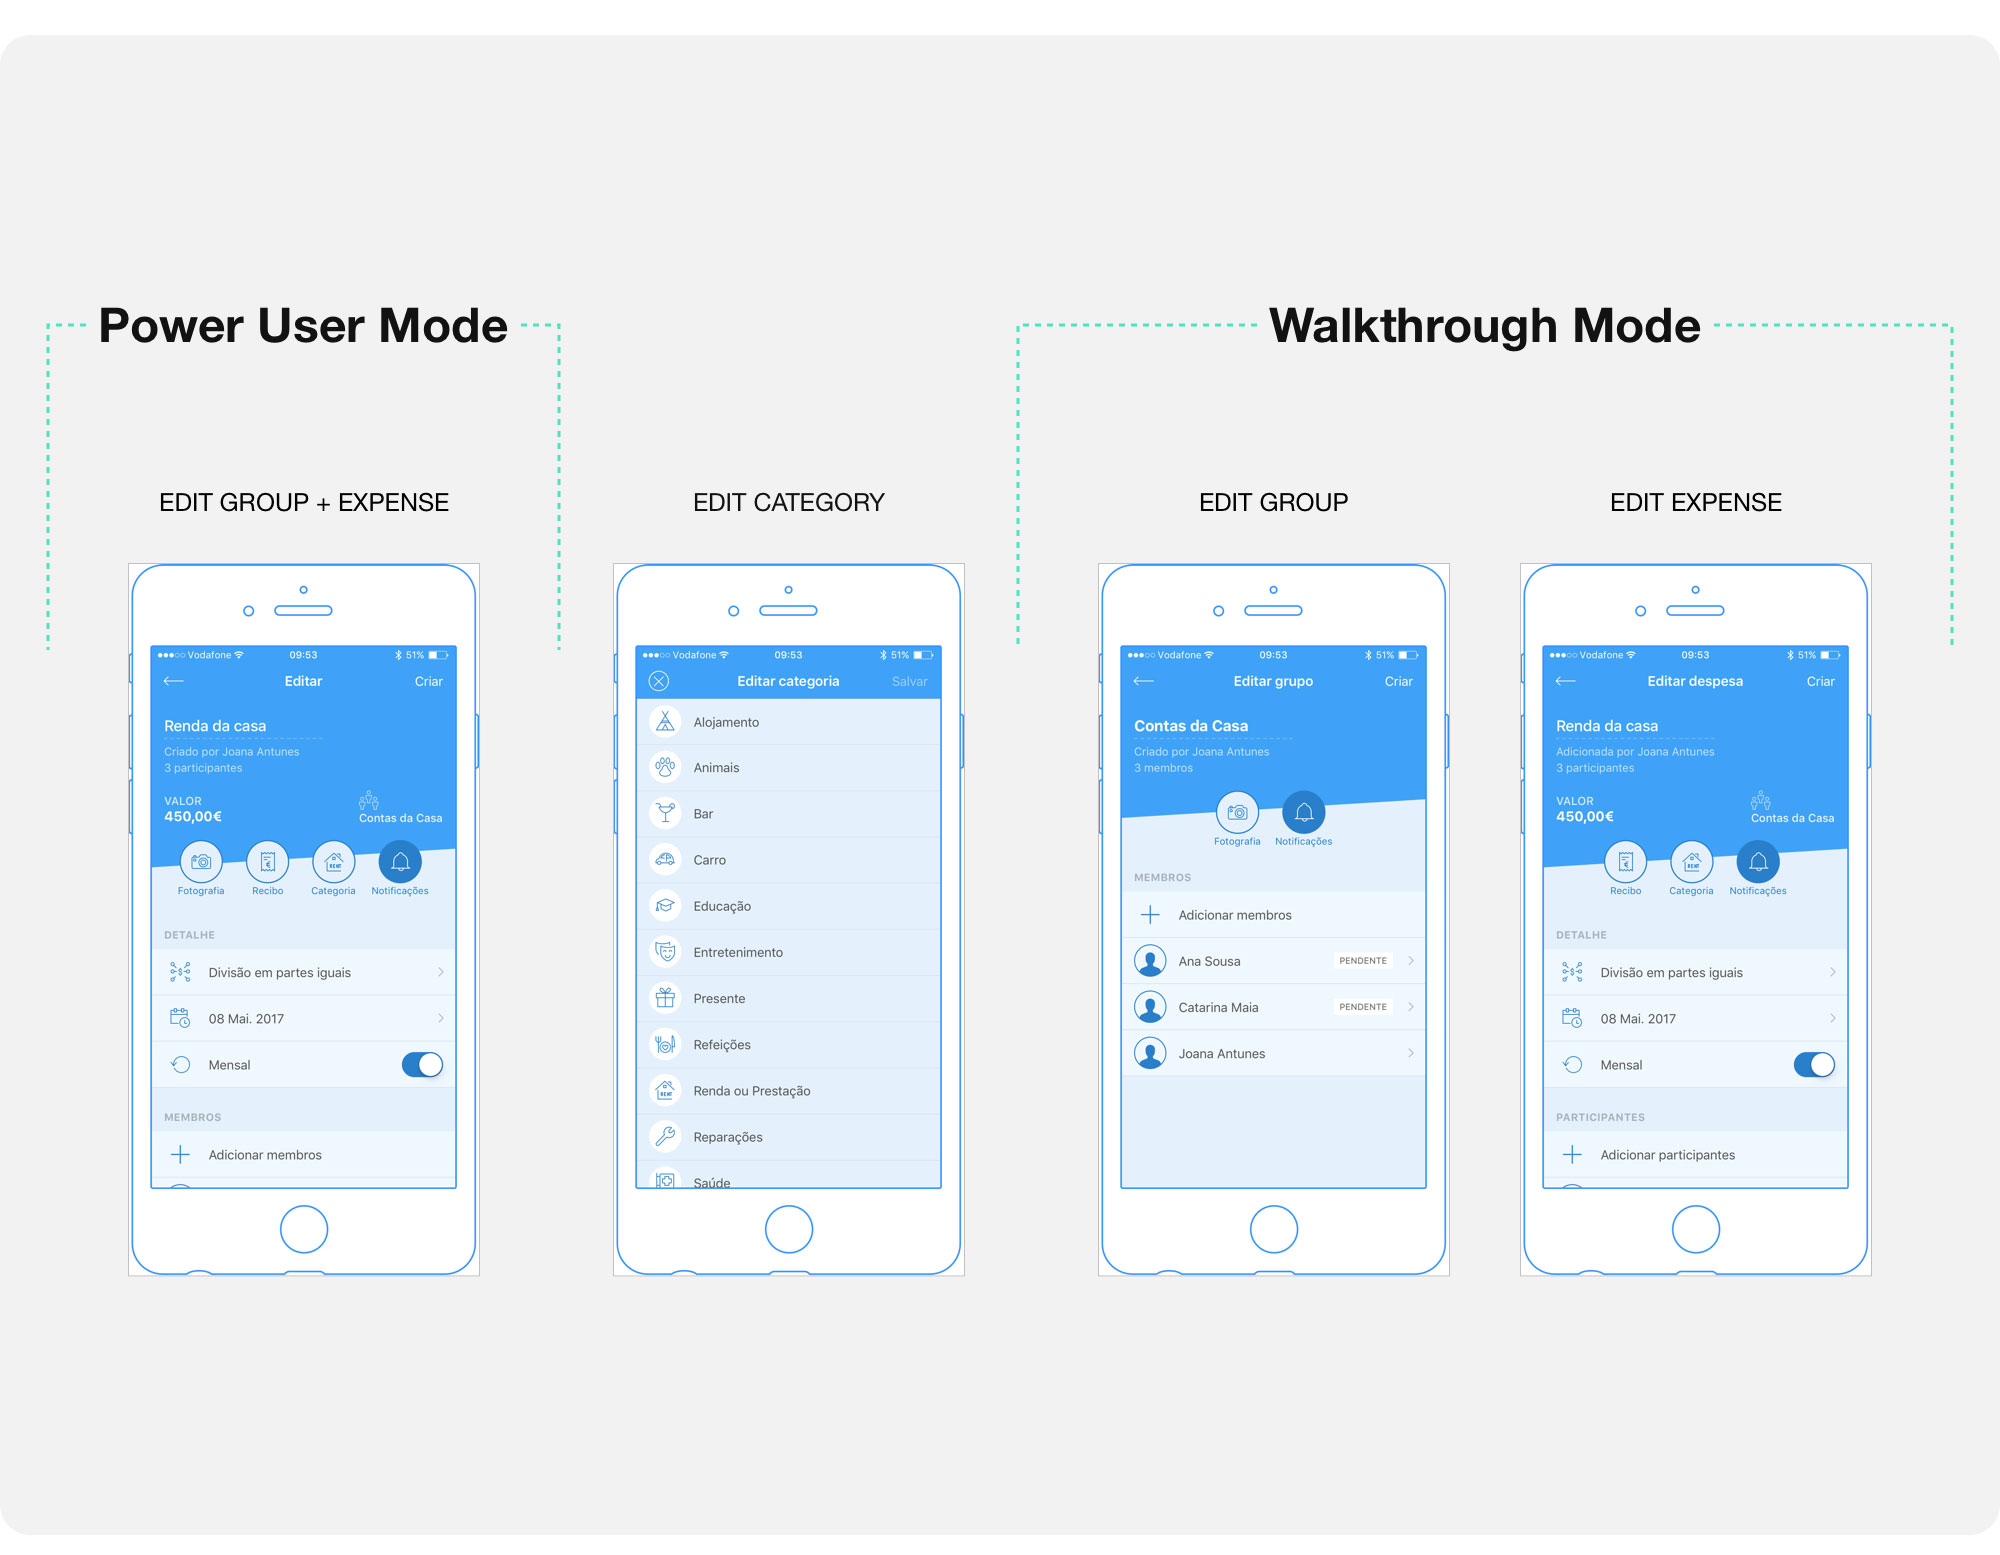 Power User Mode
Walkthrough Mode
EDIT GROUP + EXPENSE
Vodafone 09:53 51%
Editar Criar
Renda da casa
Criado por Joana Antunes
3 participantes
VALOR
450,00€ Contas da Casa
Fotografia Recibo Categoria Notificações
DETALHE
Divisão em partes iguais
08 Mai. 2017
Mensal
MEMBROS
Adicionar membros
EDIT CATEGORY
Vodafone 09:53 51%
Editar categoria Salvar
Alojamento
Animais
Bar
Carro
Educação
Entretenimento
Presente
Refeições
RENT Renda ou Prestação
Reparações
Saúde
EDIT GROUP
Vodafone 09:53 51%
Editar grupo Criar
Contas da Casa
Criado por Joana Antunes
3 membros
Fotografia Notificações
MEMBROS
Adicionar membros
Ana Sousa PENDENTE
Catarina Maia PENDENTE
Joana Antunes
EDIT EXPENSE
Vodafone 09:53 51%
Editar despesa Criar
Renda da casa
Adicionada por Joana Antunes
3 participantes
VALOR
450,00€ Contas da Casa
Recibo Categoria Notificações
DETALHE
Divisão em partes iguais
08 Mai. 2017
Mensal
PARTICIPANTES
Adicionar participantes